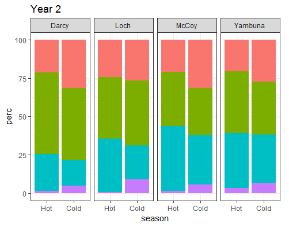 Year 2
Darcy Loch McCoy Yambuna
100
75
50
25
0
perc
Hot Cold Hot Cold Hot Cold Hot Cold
season